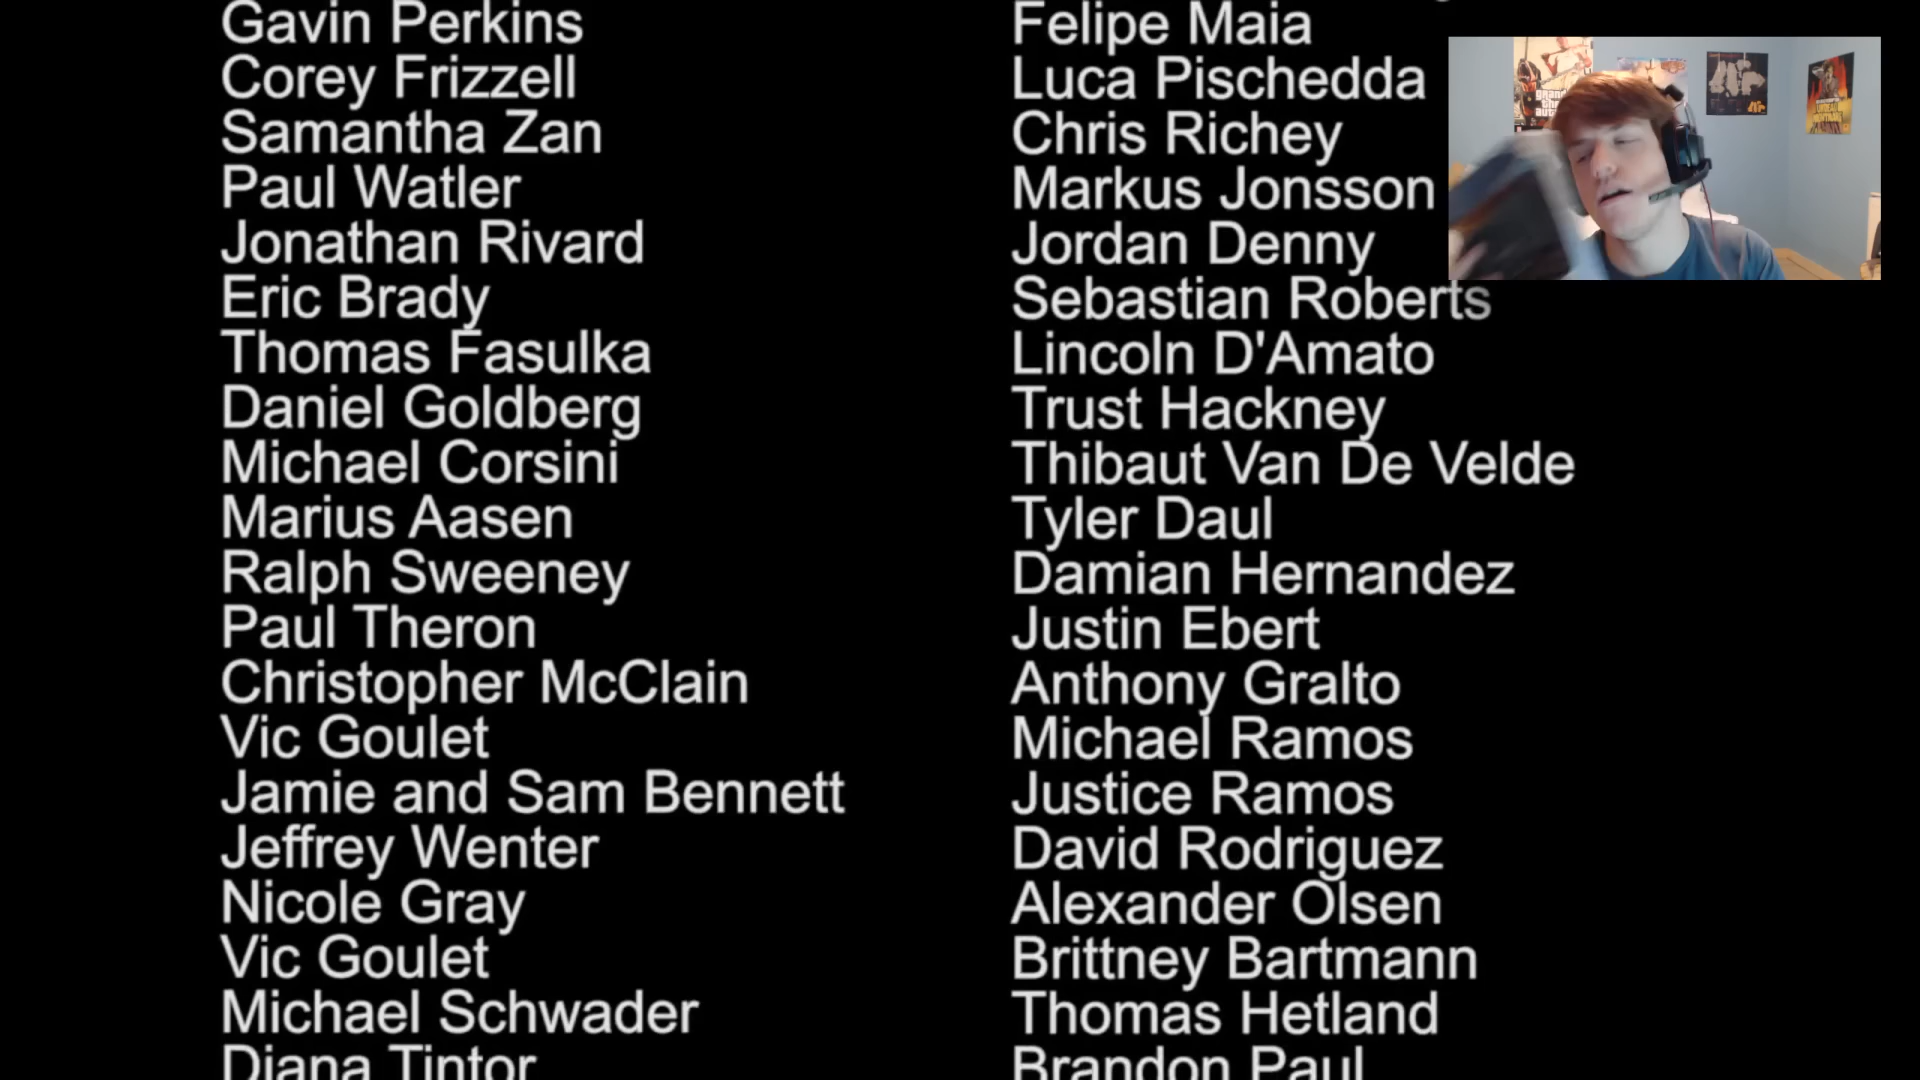 Gavin Perkins
Corey Frizzell
Samantha Zan
Paul Watler
Jonathan Rivard
Eric Brady
Thomas Fasulka
Daniel Goldberg
Michael Corsini
Marius Aasen
Ralph Sweeney
Paul Theron
Christopher McClain
Vic Goulet
Jamie and Sam Bennett
Jeffrey Wenter
Nicole Gray
Vic Goulet
Michael Schwader
Diana Tintor
Felipe Maia
Luca Pischedda
Chris Richey
Markus Jonsson
Jordan Denny
Sebastian Roberts
Lincoln D'Amato
Trust Hackney
Thibaut Van De Velde
Tyler Daul
Damian Hernandez
Justin Ebert
Anthony Gralto
Michael Ramos
Justice Ramos
David Rodriguez
Alexander Olsen
Brittney Bartmann
Thomas Hetland
Brandon Paul